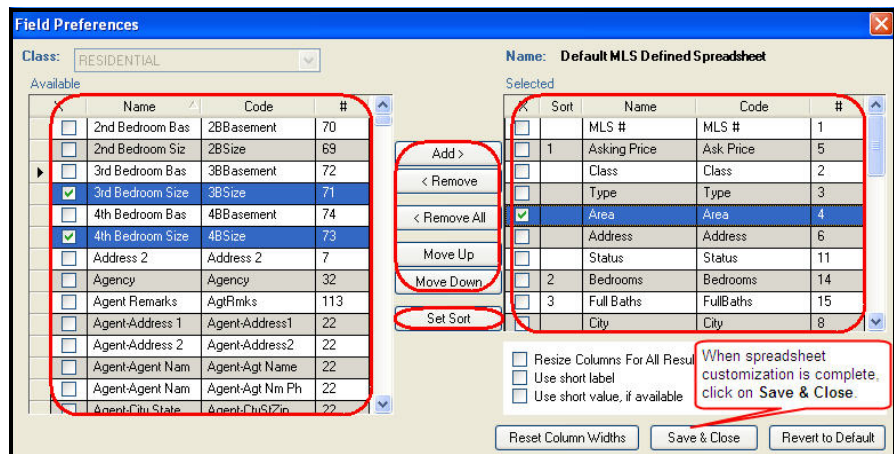 Field Preferences
Class: RESIDENTIAL
Name: Default MLS Defined Spreadsheet
Available
X Name Code #
2nd Bedroom Bas 2BBasement 70
2nd Bedroom Siz 2BSize 69
3rd Bedroom Bas 3BBasement 72
3rd Bedroom Size 3BSize 71
4th Bedroom Bas 4BBasement 74
4th Bedroom Size 4BSize 73
Address 2 Address 2 7
Agency Agency 32
Agent Remarks AgtRmks 113
Agent-Address 1 Agent-Address1 22
Agent-Address 2 Agent-Address2 22
Agent-Agent Nam Agent-Agt Name 22
Agent-Agent Nam Agent-Agt Nm Ph 22
Agent-City State Agent-CtyStZip 22
Add >
< Remove
< Remove All
Move Up
Move Down
Set Sort
Selected
X Sort Name Code #
MLS # MLS # 1
1 Asking Price Ask Price 5
Class Class 2
Type Type 3
Area Area 4
Address Address 6
Status Status 11
2 Bedrooms Bedrooms 14
3 Full Baths FullBaths 15
City City 8
Resize Columns For All Resul
Use short label
Use short value, if available
When spreadsheet
customization is complete,
click on Save & Close.
Reset Column Widths
Save & Close
Revert to Default